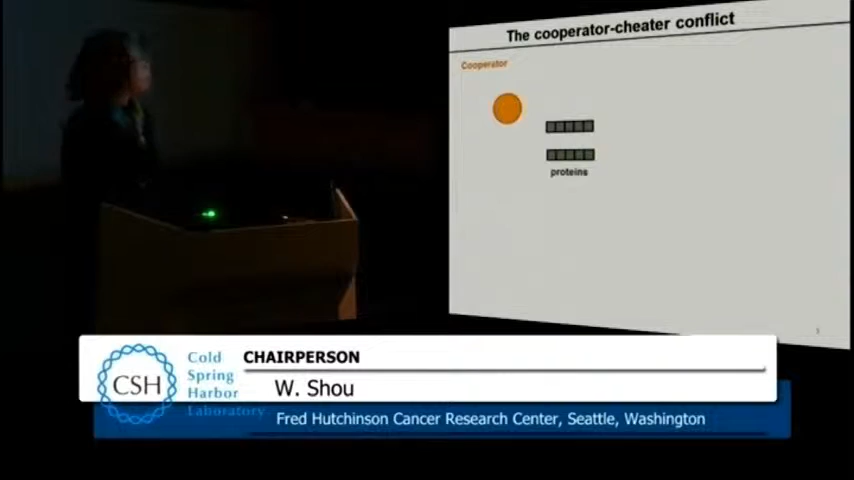 The cooperator-cheater conflict
Cooperator
proteins
CSH
Cold
Spring
Harbor
Laboratory
CHAIRPERSON
W. Shou
Fred Hutchinson Cancer Research Center, Seattle, Washington